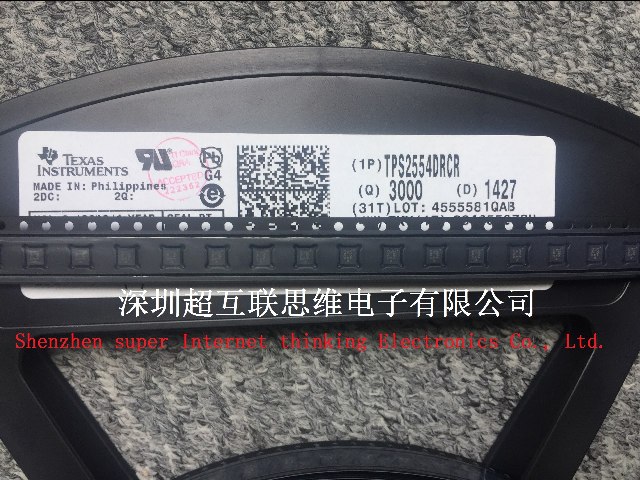 TEXAS
INSTRUMENTS
MADE IN: Philippines
2DC: 2Q:
ACCEPTED
Pb
G4
(1P) TPS2554DRCR
(Q) 3000 (D) 1427
(31T) LOT: 4555581QAB
深圳超互联思维电子有限公司
Shenzhen super Internet thinking Electronics Co., Ltd.